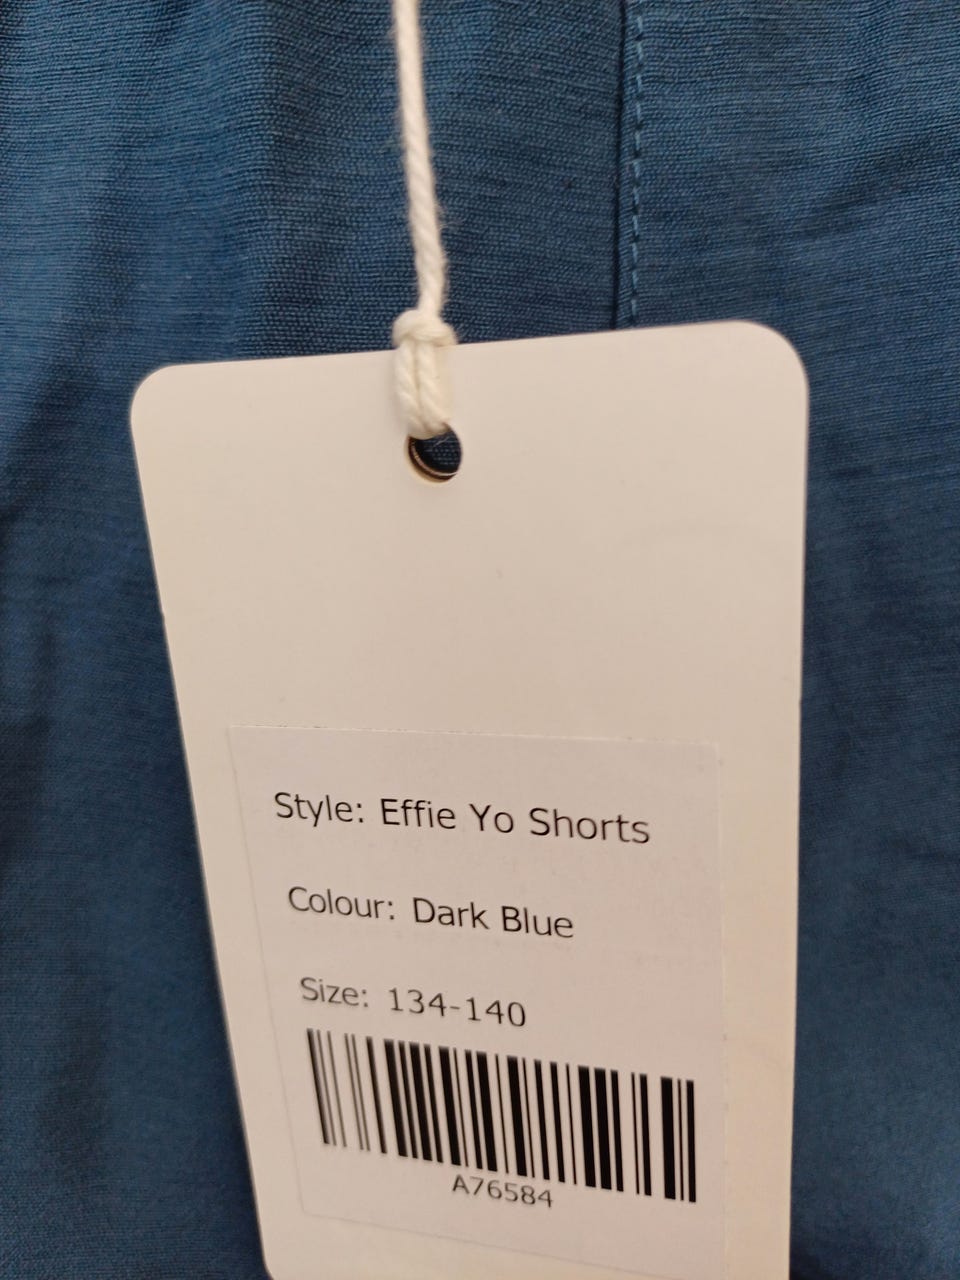 Style: Effie Yo Shorts
Colour: Dark Blue
Size: 134-140
A76584